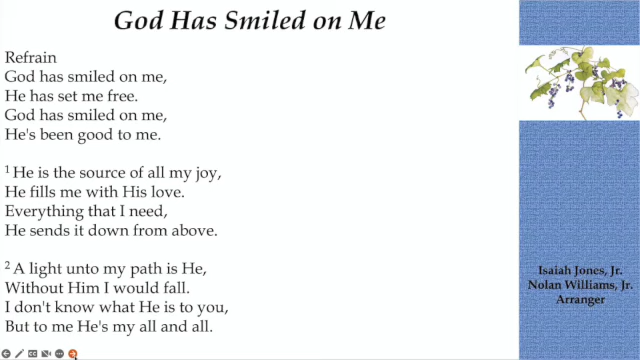 God Has Smiled on Me
Refrain
God has smiled on me,
He has set me free.
God has smiled on me,
He's been good to me.
1 He is the source of all my joy,
He fills me with His love.
Everything that I need,
He sends it down from above.
2 A light unto my path is He,
Without Him I would fall.
I don't know what He is to you,
But to me He's my all and all.
Isaiah Jones, Jr.
Nolan Williams, Jr.
Arranger